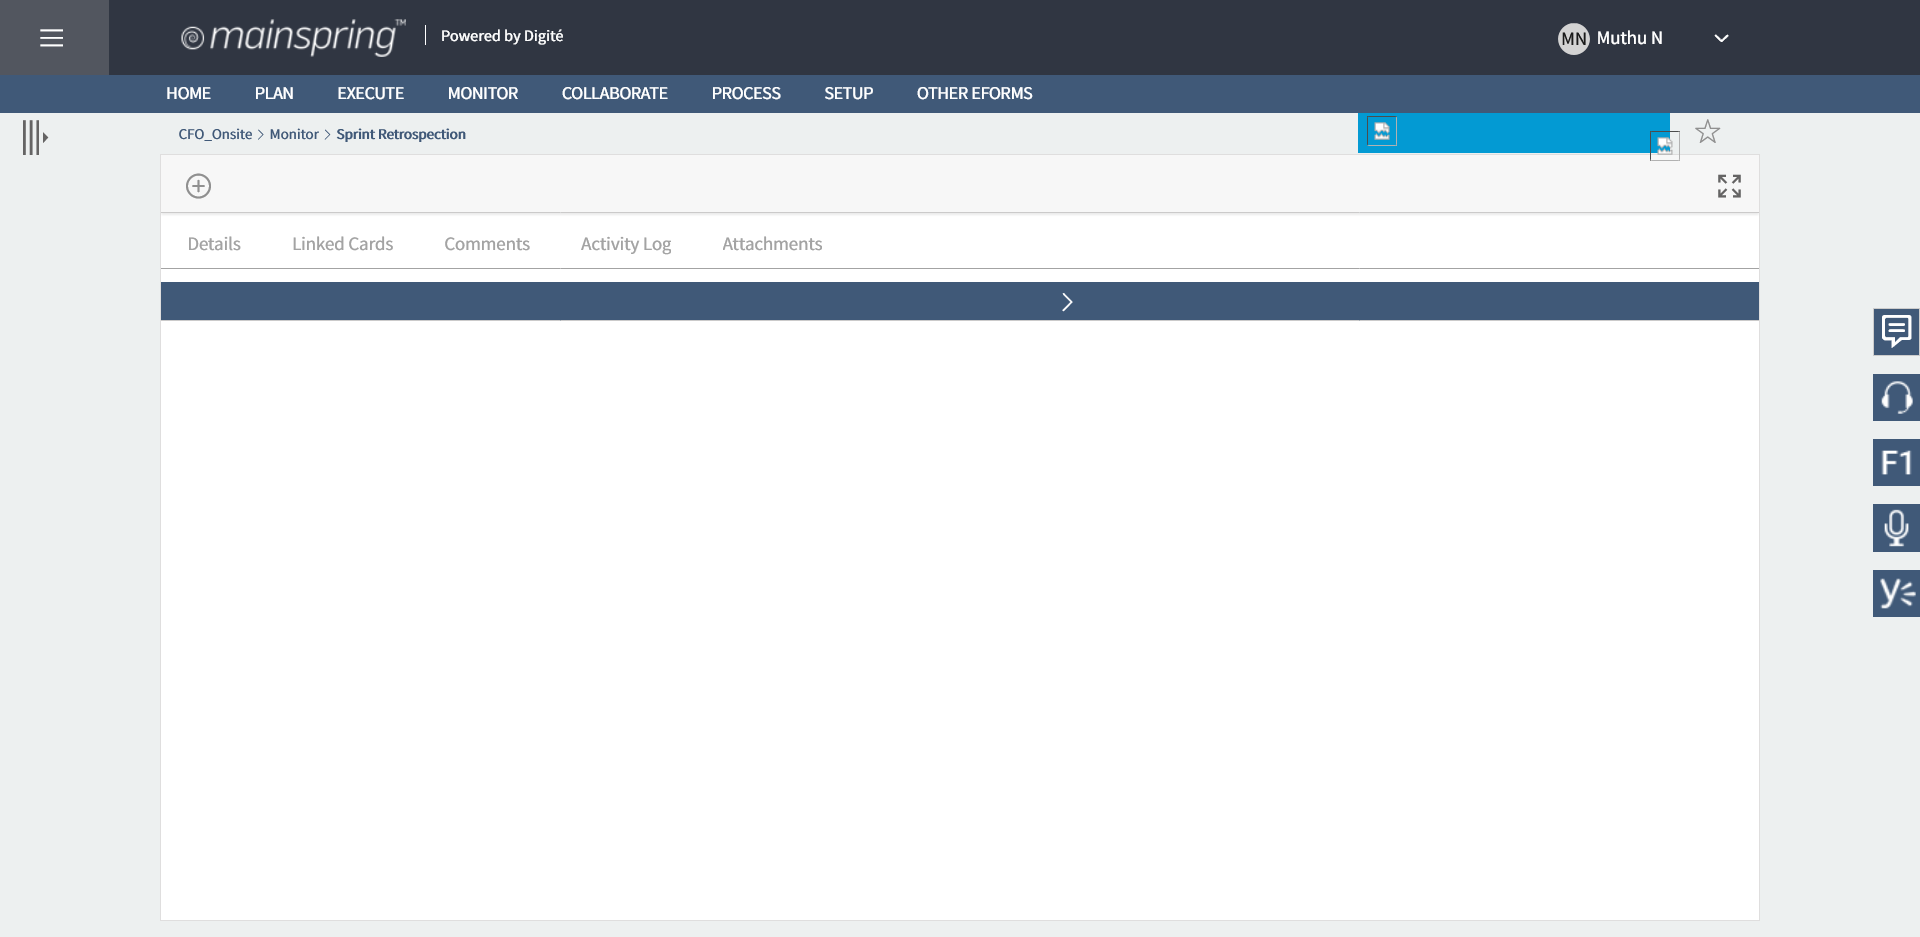 mainspring™ Powered by Digité
MN Muthu N
HOME PLAN EXECUTE MONITOR COLLABORATE PROCESS SETUP OTHER EFORMS
CFO_Onsite > Monitor > Sprint Retrospection
Details Linked Cards Comments Activity Log Attachments
F1
y